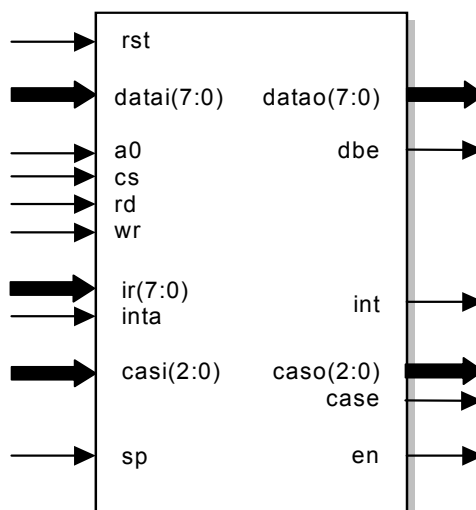 rst
datai(7:0) datao(7:0)
a0 dbe
cs
rd
wr
ir(7:0)
int
inta
casi(2:0) caso(2:0)
case
sp en